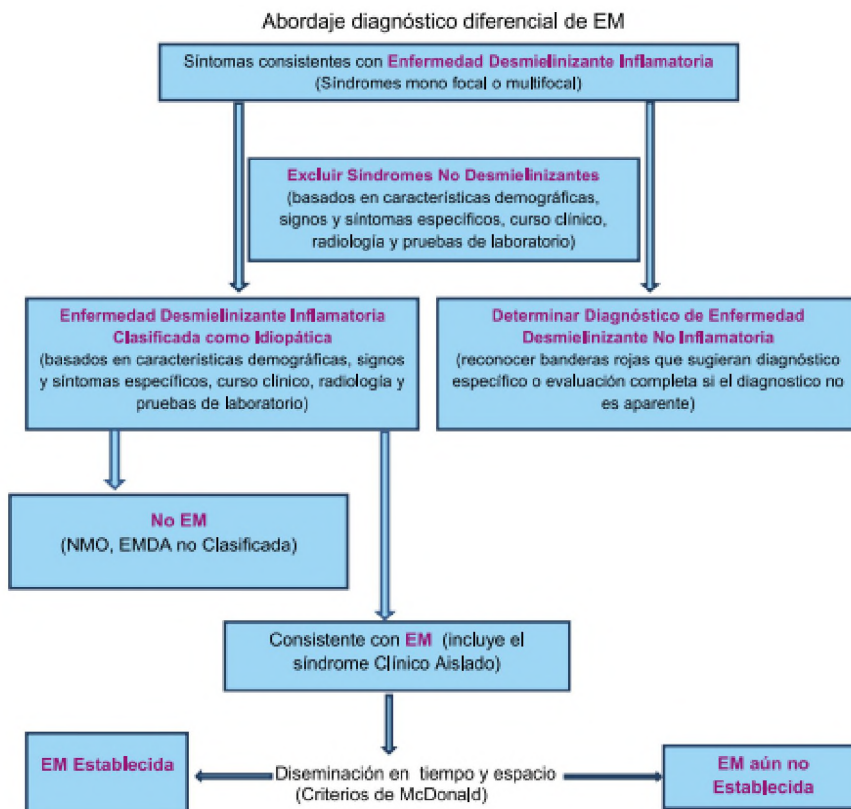 Abordaje diagnóstico diferencial de EM
Síntomas consistentes con Enfermedad Desmielinizante Inflamatoria
(Síndromes mono focal o multifocal)
Excluir Síndromes No Desmielinizantes
(basados en características demográficas,
signos y síntomas específicos, curso clínico,
radiología y pruebas de laboratorio)
Enfermedad Desmielinizante Inflamatoria
Clasificada como Idiopática
(basados en características demográficas, signos
y síntomas específicos, curso clínico, radiología y
pruebas de laboratorio)
Determinar Diagnóstico de Enfermedad
Desmielinizante No Inflamatoria
(reconocer banderas rojas que sugieran diagnóstico
específico o evaluación completa si el diagnostico no
es aparente)
No EM
(NMO, EMDA no Clasificada)
Consistente con EM (incluye el
síndrome Clínico Aislado)
EM Establecida
Diseminación en tiempo y espacio
(Criterios de McDonald)
EM aún no
Establecida